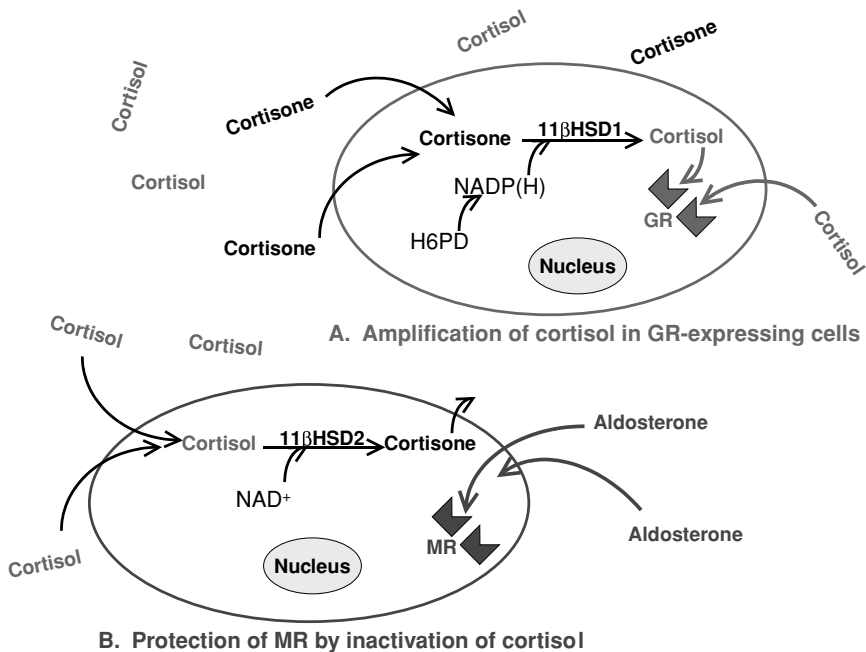 Cortisol
Cortisone
Cortisol
Cortisone
Cortisone
11βHSD1
Cortisol
Cortisol
NADP(H)
Cortisone
H6PD
GR
Cortisol
Nucleus
A. Amplification of cortisol in GR-expressing cells
Cortisol
Cortisol
Aldosterone
Cortisol
11βHSD2
Cortisone
NAD⁺
MR
Aldosterone
Cortisol
Nucleus
B. Protection of MR by inactivation of cortisol